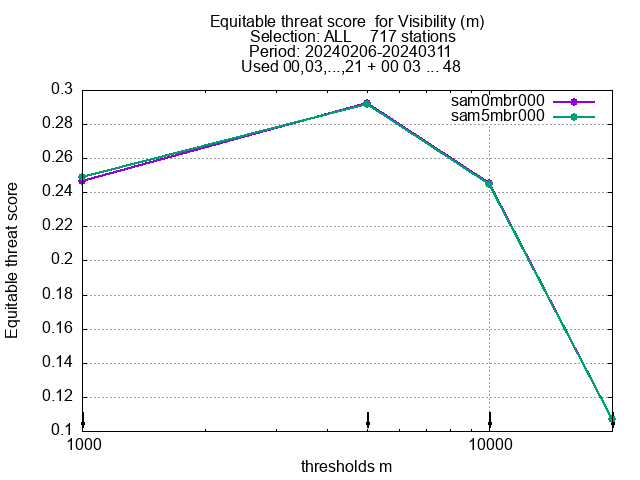 Equitable threat score  for Visibility (m)
Selection: ALL    717 stations
Period: 20240206-20240311
Used 00,03,...,21 + 00 03 ... 48
sam0mbr000
sam5mbr000
0.3
0.28
0.26
0.24
0.22
0.2
0.18
0.16
0.14
0.12
0.1
Equitable threat score
1000
10000
thresholds m